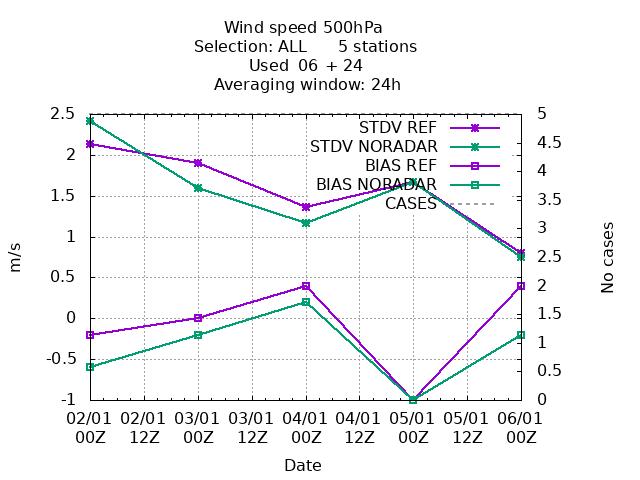 Wind speed 500hPa
Selection: ALL      5 stations
Used  06 + 24
Averaging window: 24h
STDV REF
STDV NORADAR
BIAS REF
BIAS NORADAR
CASES
2.5
2
1.5
1
0.5
0
-0.5
-1
m/s
5
4.5
4
3.5
3
2.5
2
1.5
1
0.5
0
No cases
02/01 02/01 03/01 03/01 04/01 04/01 05/01 05/01 06/01
00Z 12Z 00Z 12Z 00Z 12Z 00Z 12Z 00Z
Date